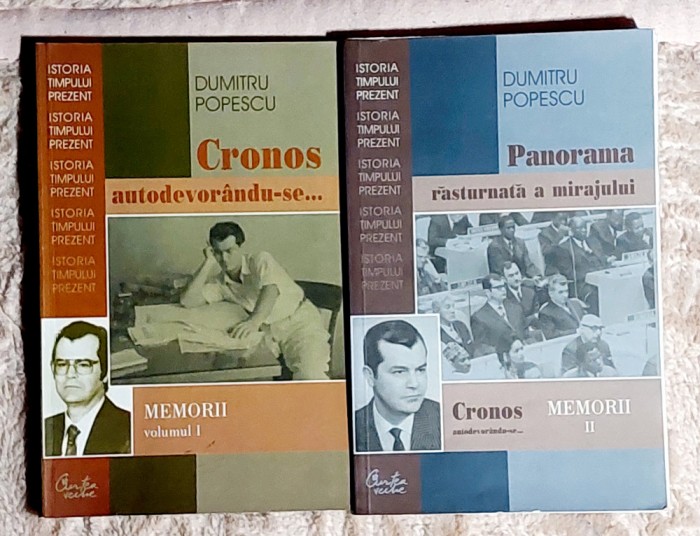 ISTORIA
TIMPULUI
PREZENT
ISTORIA
TIMPULUI
PREZENT
ISTORIA
TIMPULUI
PREZENT
ISTORIA
TIMPULUI
PREZENT
ISTORIA
TIMPULUI
PREZENT
DUMITRU
POPESCU
Cronos
autodevorându-se...
MEMORII
volumul I
Curtea
veche
ISTORIA
TIMPULUI
PREZENT
ISTORIA
TIMPULUI
PREZENT
ISTORIA
TIMPULUI
PREZENT
ISTORIA
TIMPULUI
PREZENT
ISTORIA
TIMPULUI
PREZENT
DUMITRU
POPESCU
Panorama
răsturnată a mirajului
Cronos
autodevorându-se...
MEMORII
II
Curtea
veche